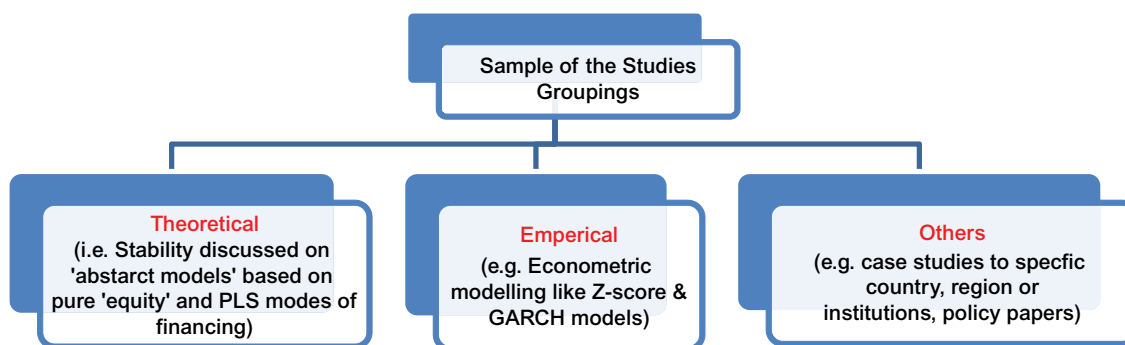 Sample of the Studies
Groupings
Theoretical
(i.e. Stability discussed on
'abstarct models' based on
pure 'equity' and PLS modes of
financing)
Emperical
(e.g. Econometric
modelling like Z-score &
GARCH models)
Others
(e.g. case studies to specfic
country, region or
institutions, policy papers)